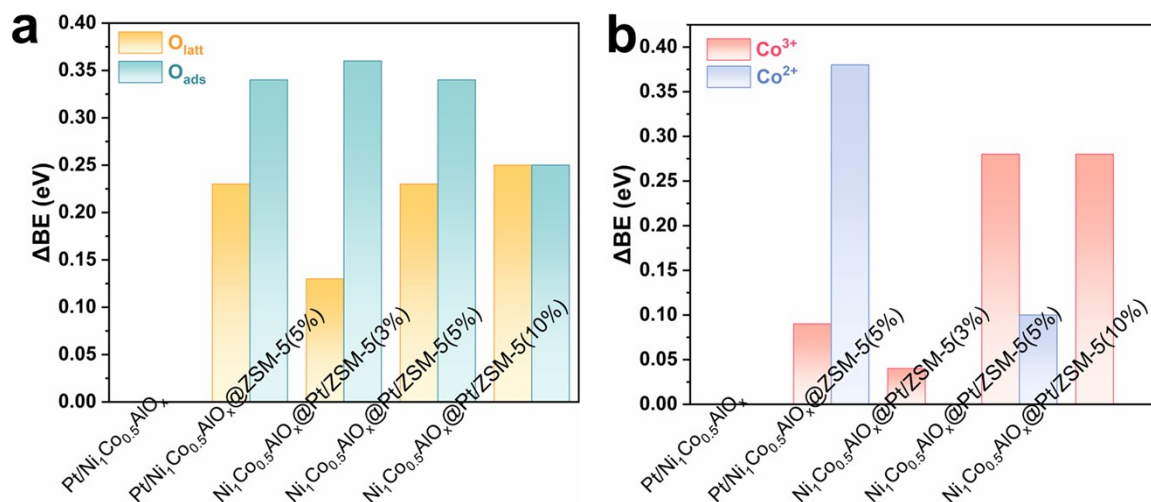 a
O_latt
O_ads
ΔBE (eV)
0.40
0.35
0.30
0.25
0.20
0.15
0.10
0.05
0.00
Pt/Ni₁Co₀.₅AlOₓ
Pt/Ni₁Co₀.₅AlOₓ@ZSM-5(5%)
Ni₁Co₀.₅AlOₓ@Pt/ZSM-5(3%)
Ni₁Co₀.₅AlOₓ@Pt/ZSM-5(5%)
Ni₁Co₀.₅AlOₓ@Pt/ZSM-5(10%)
b
Co³⁺
Co²⁺
ΔBE (eV)
0.40
0.35
0.30
0.25
0.20
0.15
0.10
0.05
0.00
Pt/Ni₁Co₀.₅AlOₓ
Pt/Ni₁Co₀.₅AlOₓ@ZSM-5(5%)
Ni₁Co₀.₅AlOₓ@Pt/ZSM-5(3%)
Ni₁Co₀.₅AlOₓ@Pt/ZSM-5(5%)
Ni₁Co₀.₅AlOₓ@Pt/ZSM-5(10%)